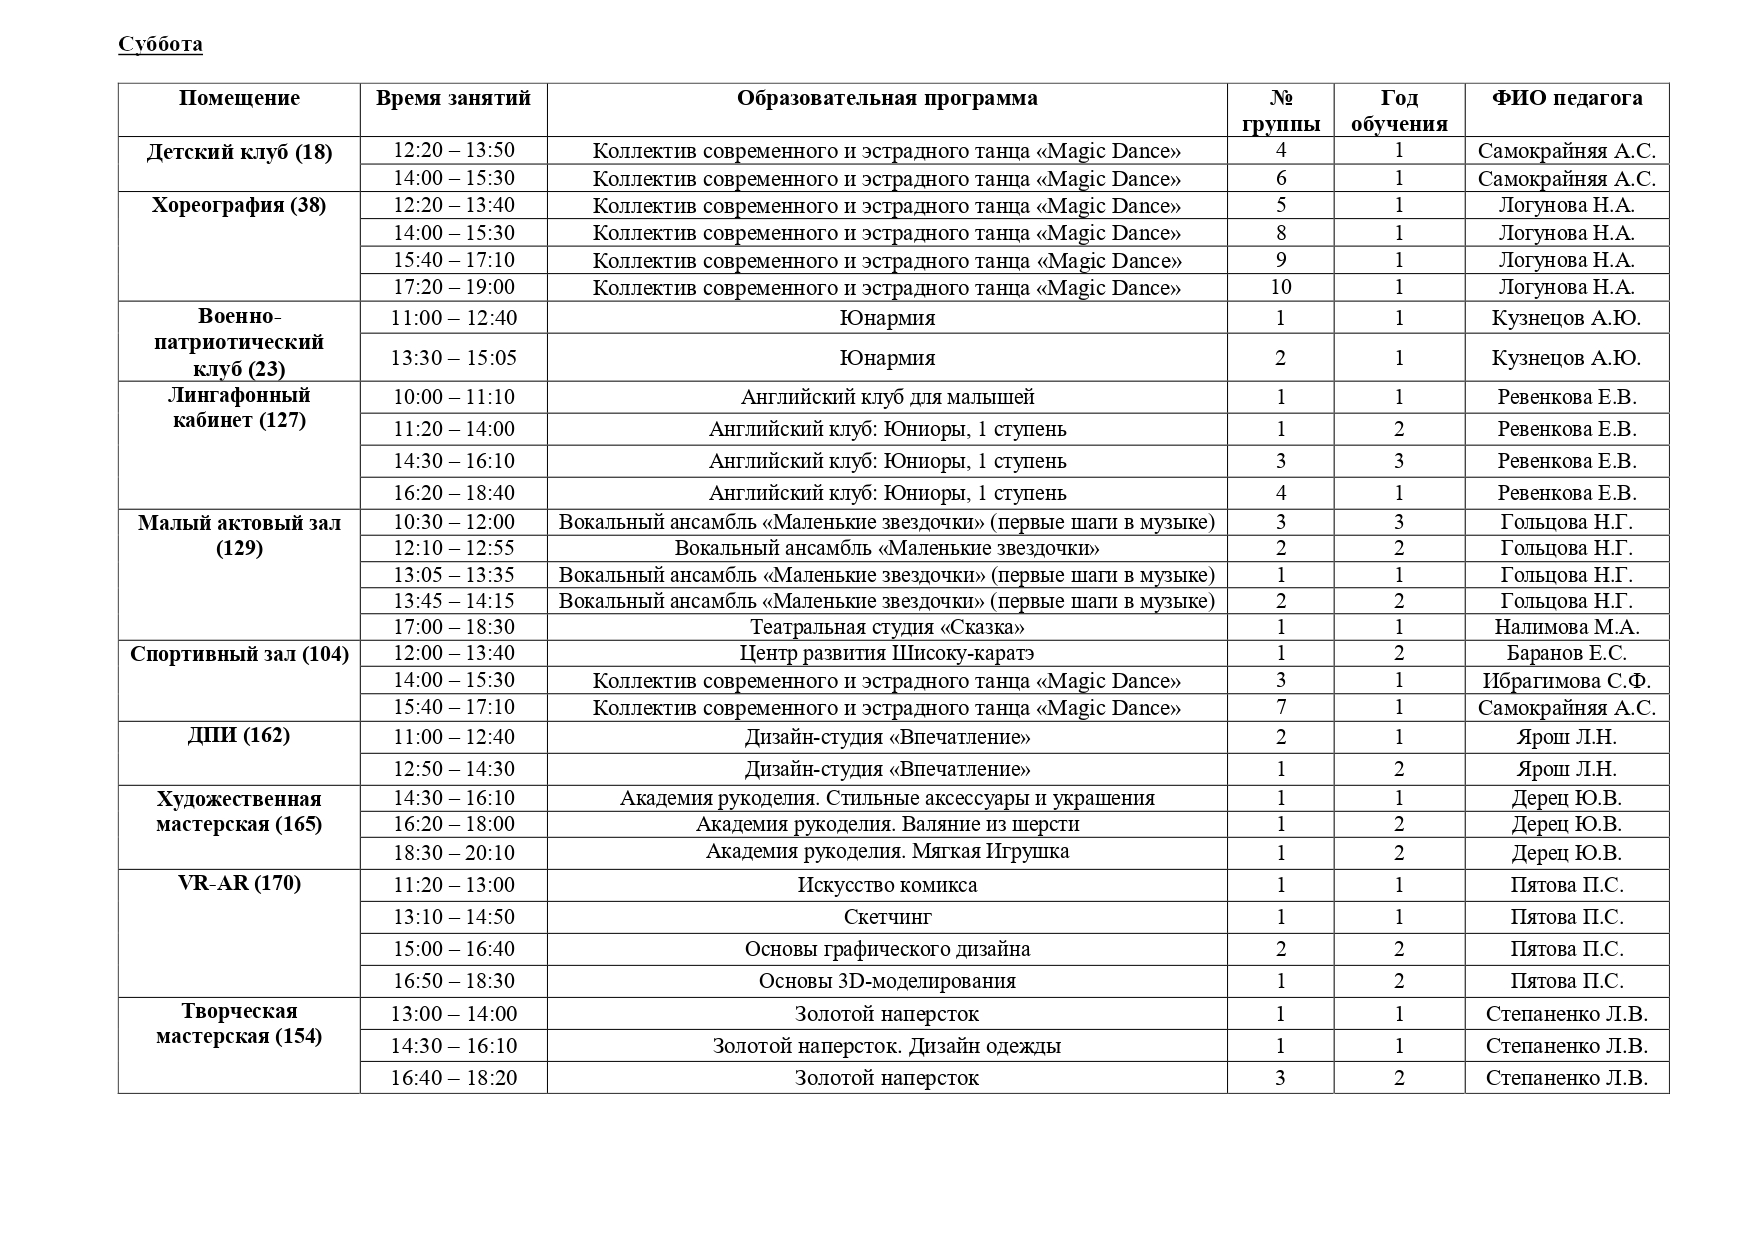 Суббота
Помещение Время занятий Образовательная программа № группы Год обучения ФИО педагога
Детский клуб (18) 12:20 – 13:50 Коллектив современного и эстрадного танца «Magic Dance» 4 1 Самокрайняя А.С.
14:00 – 15:30 Коллектив современного и эстрадного танца «Magic Dance» 6 1 Самокрайняя А.С.
Хореография (38) 12:20 – 13:40 Коллектив современного и эстрадного танца «Magic Dance» 5 1 Логунова Н.А.
14:00 – 15:30 Коллектив современного и эстрадного танца «Magic Dance» 8 1 Логунова Н.А.
15:40 – 17:10 Коллектив современного и эстрадного танца «Magic Dance» 9 1 Логунова Н.А.
17:20 – 19:00 Коллектив современного и эстрадного танца «Magic Dance» 10 1 Логунова Н.А.
Военно-патриотический клуб (23) 11:00 – 12:40 Юнармия 1 1 Кузнецов А.Ю.
13:30 – 15:05 Юнармия 2 1 Кузнецов А.Ю.
Лингафонный кабинет (127) 10:00 – 11:10 Английский клуб для малышей 1 1 Ревенкова Е.В.
11:20 – 14:00 Английский клуб: Юниоры, 1 ступень 1 2 Ревенкова Е.В.
14:30 – 16:10 Английский клуб: Юниоры, 1 ступень 3 3 Ревенкова Е.В.
16:20 – 18:40 Английский клуб: Юниоры, 1 ступень 4 1 Ревенкова Е.В.
Малый актовый зал (129) 10:30 – 12:00 Вокальный ансамбль «Маленькие звездочки» (первые шаги в музыке) 3 3 Гольцова Н.Г.
12:10 – 12:55 Вокальный ансамбль «Маленькие звездочки» 2 2 Гольцова Н.Г.
13:05 – 13:35 Вокальный ансамбль «Маленькие звездочки» (первые шаги в музыке) 1 1 Гольцова Н.Г.
13:45 – 14:15 Вокальный ансамбль «Маленькие звездочки» (первые шаги в музыке) 2 2 Гольцова Н.Г.
17:00 – 18:30 Театральная студия «Сказка» 1 1 Налимова М.А.
Спортивный зал (104) 12:00 – 13:40 Центр развития Шисоку-каратэ 1 2 Баранов Е.С.
14:00 – 15:30 Коллектив современного и эстрадного танца «Magic Dance» 3 1 Ибрагимова С.Ф.
15:40 – 17:10 Коллектив современного и эстрадного танца «Magic Dance» 7 1 Самокрайняя А.С.
ДПИ (162) 11:00 – 12:40 Дизайн-студия «Впечатление» 2 1 Ярош Л.Н.
12:50 – 14:30 Дизайн-студия «Впечатление» 1 2 Ярош Л.Н.
Художественная мастерская (165) 14:30 – 16:10 Академия рукоделия. Стильные аксессуары и украшения 1 1 Дерец Ю.В.
16:20 – 18:00 Академия рукоделия. Валяние из шерсти 1 2 Дерец Ю.В.
18:30 – 20:10 Академия рукоделия. Мягкая Игрушка 1 2 Дерец Ю.В.
VR-AR (170) 11:20 – 13:00 Искусство комикса 1 1 Пятова П.С.
13:10 – 14:50 Скетчинг 1 1 Пятова П.С.
15:00 – 16:40 Основы графического дизайна 2 2 Пятова П.С.
16:50 – 18:30 Основы 3D-моделирования 1 2 Пятова П.С.
Творческая мастерская (154) 13:00 – 14:00 Золотой наперсток 1 1 Степаненко Л.В.
14:30 – 16:10 Золотой наперсток. Дизайн одежды 1 1 Степаненко Л.В.
16:40 – 18:20 Золотой наперсток 3 2 Степаненко Л.В.